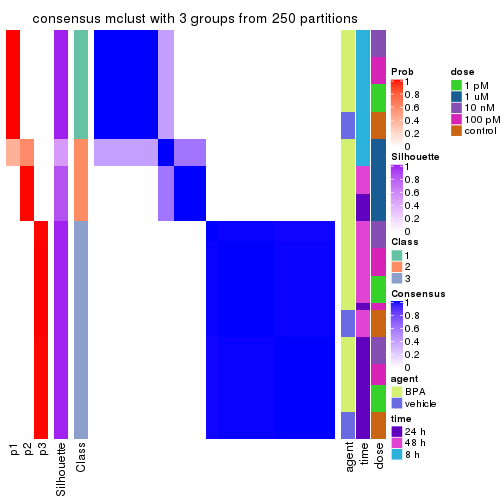 consensus mclust with 3 groups from 250 partitions
Prob
1
0.8
0.6
0.4
0.2
0
Silhouette
1
0.8
0.6
0.4
0.2
0
Class
1
2
3
Consensus
1
0.8
0.6
0.4
0.2
0
agent
BPA
vehicle
time
24 h
48 h
8 h
dose
1 pM
1 uM
10 nM
100 pM
control
p1
p2
p3
Silhouette
Class
agent
time
dose